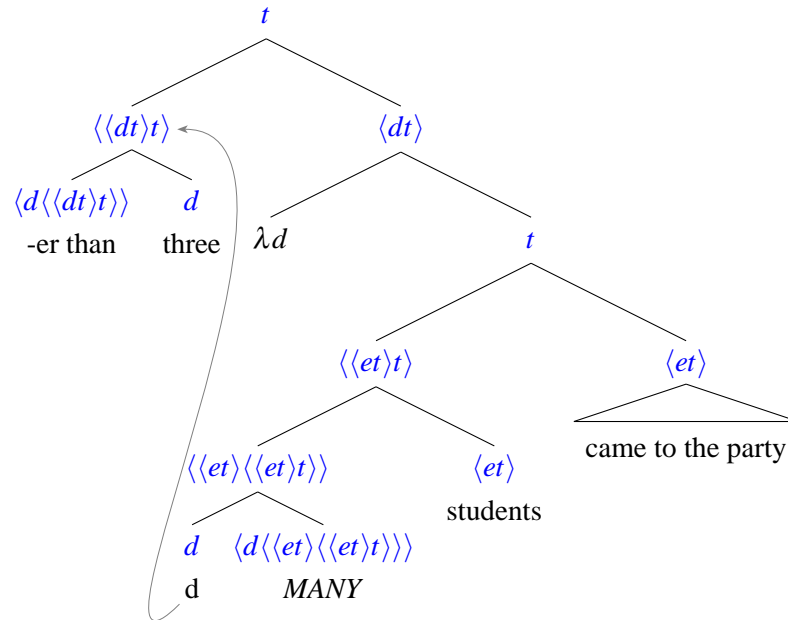 t
⟨⟨dt⟩t⟩ ⟨dt⟩
⟨d⟨⟨dt⟩t⟩⟩ d λd t
-er than three
⟨⟨et⟩t⟩ ⟨et⟩
came to the party
⟨⟨et⟩⟨⟨et⟩t⟩⟩ ⟨et⟩
students
d ⟨d⟨⟨et⟩⟨⟨et⟩t⟩⟩⟩
d MANY